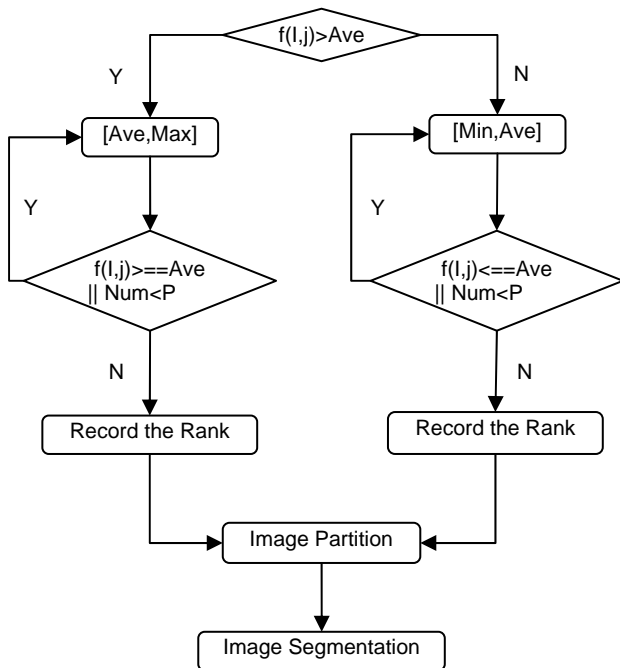 f(I,j)>Ave
Y
N
[Ave,Max]
[Min,Ave]
Y
Y
f(I,j)>==Ave
|| Num<P
f(I,j)<==Ave
|| Num<P
N
N
Record the Rank
Record the Rank
Image Partition
Image Segmentation